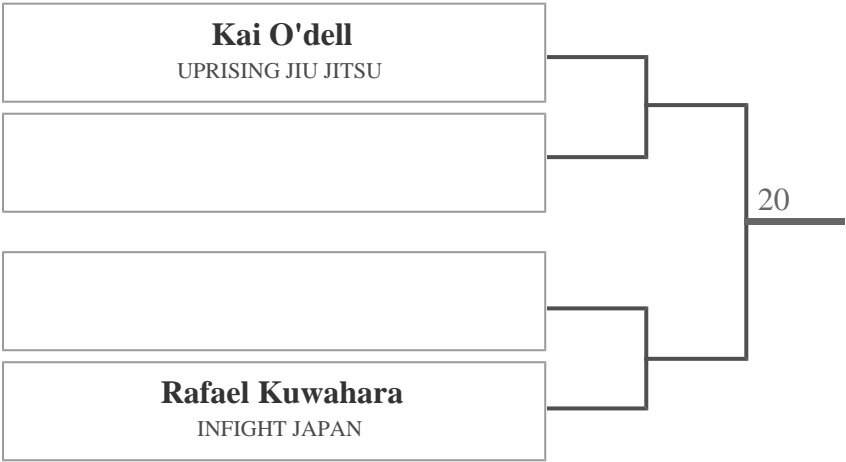 Kai O'dell
UPRISING JIU JITSU
20
Rafael Kuwahara
INFIGHT JAPAN